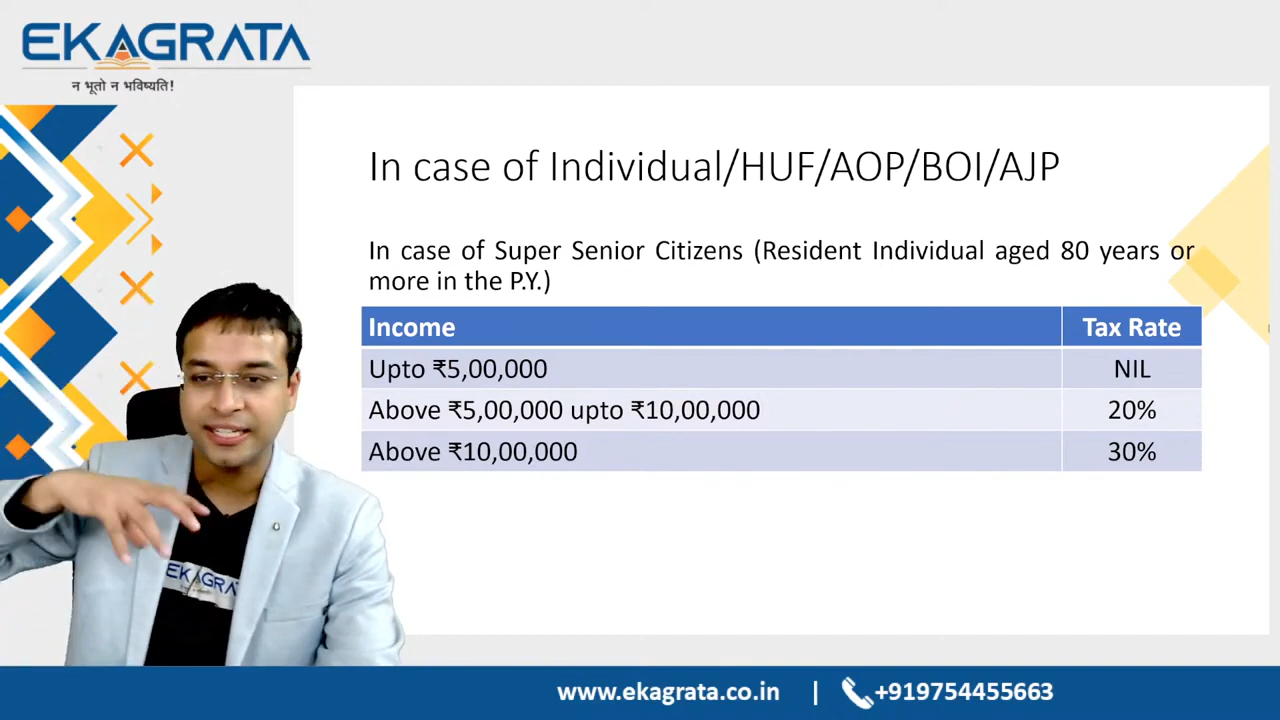 EKAGRATA
न भूतो न भविष्यति!
In case of Individual/HUF/AOP/BOI/AJP
In case of Super Senior Citizens (Resident Individual aged 80 years or
more in the P.Y.)
Income Tax Rate
Upto ₹5,00,000 NIL
Above ₹5,00,000 upto ₹10,00,000 20%
Above ₹10,00,000 30%
EKAGRATA
www.ekagrata.co.in | +919754455663